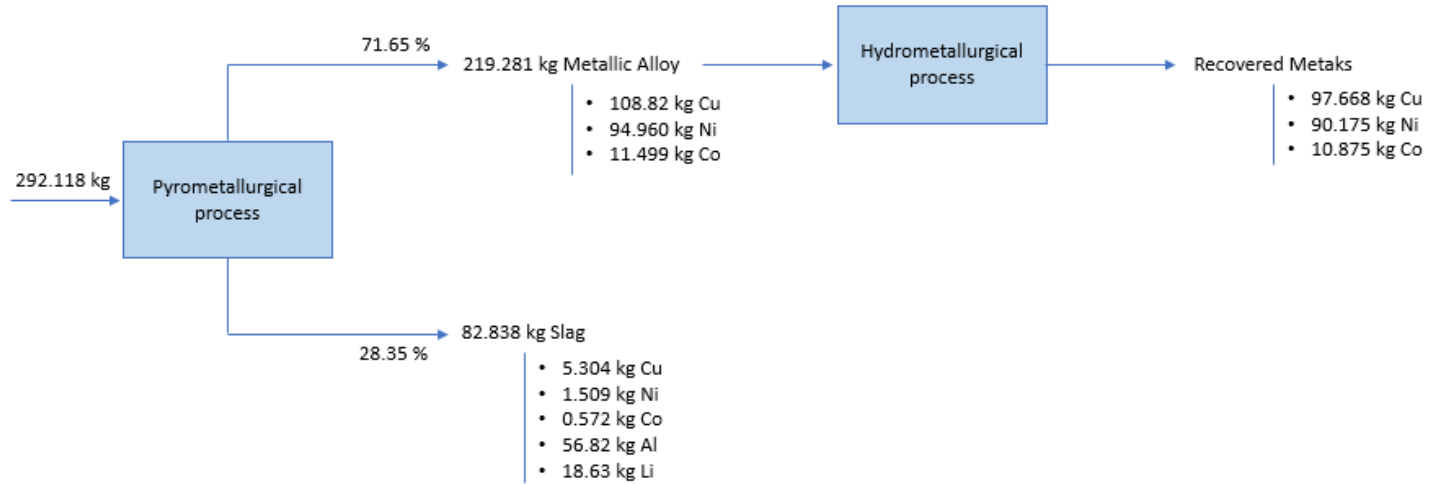 71.65 %
219.281 kg Metallic Alloy
• 108.82 kg Cu
• 94.960 kg Ni
• 11.499 kg Co
Hydrometallurgical
process
Recovered Metaks
• 97.668 kg Cu
• 90.175 kg Ni
• 10.875 kg Co
292.118 kg
Pyrometallurgical
process
82.838 kg Slag
28.35 %
• 5.304 kg Cu
• 1.509 kg Ni
• 0.572 kg Co
• 56.82 kg Al
• 18.63 kg Li